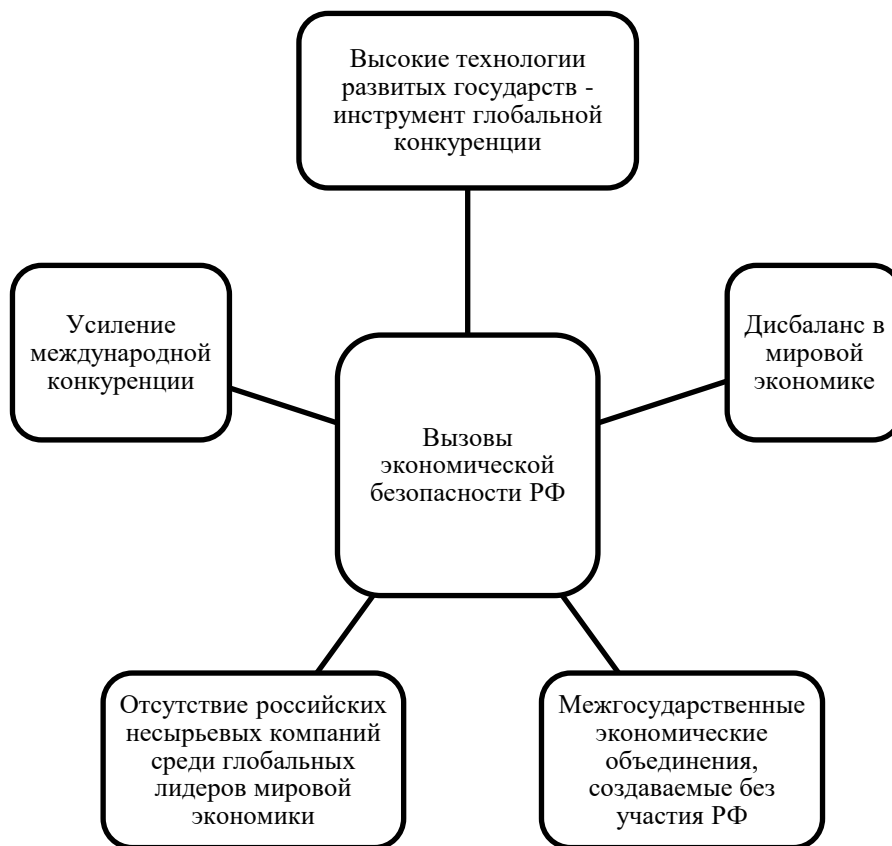 Высокие технологии
развитых государств -
инструмент глобальной
конкуренции
Усиление
международной
конкуренции
Дисбаланс в
мировой
экономике
Вызовы
экономической
безопасности РФ
Отсутствие российских
несырьевых компаний
среди глобальных
лидеров мировой
экономики
Межгосударственные
экономические
объединения,
создаваемые без
участия РФ